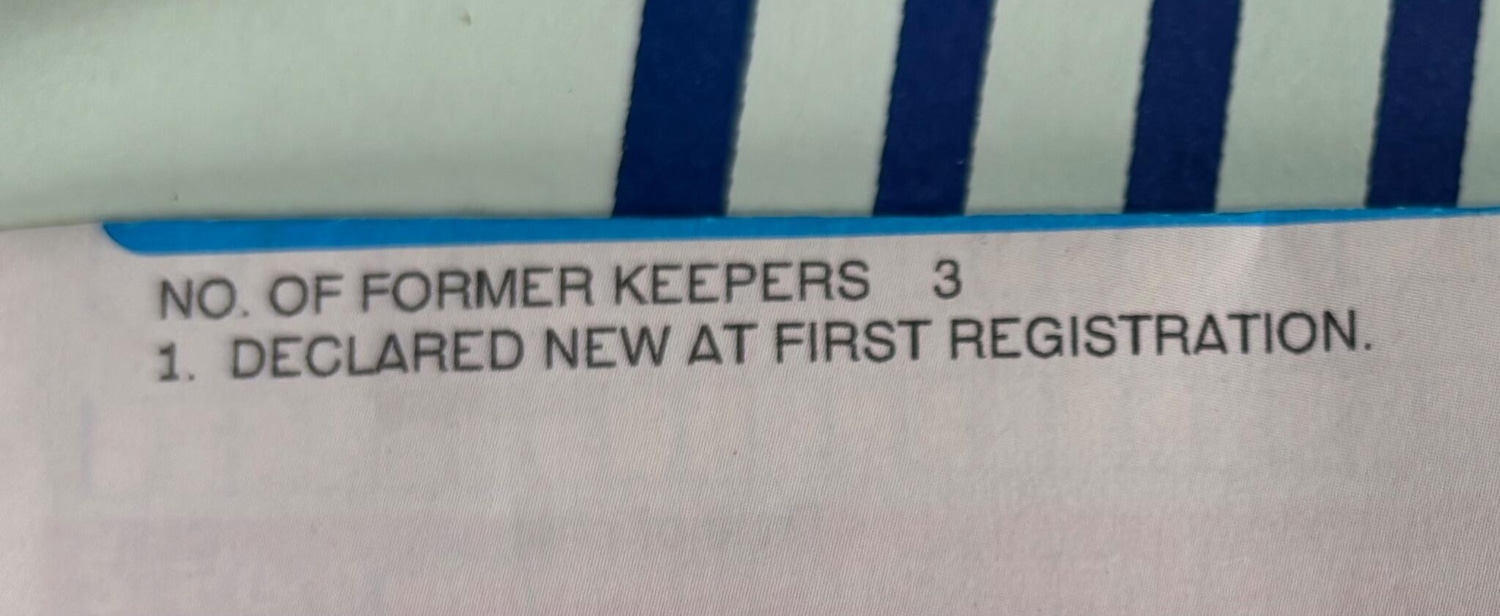 NO. OF FORMER KEEPERS 3
1. DECLARED NEW AT FIRST REGISTRATION.